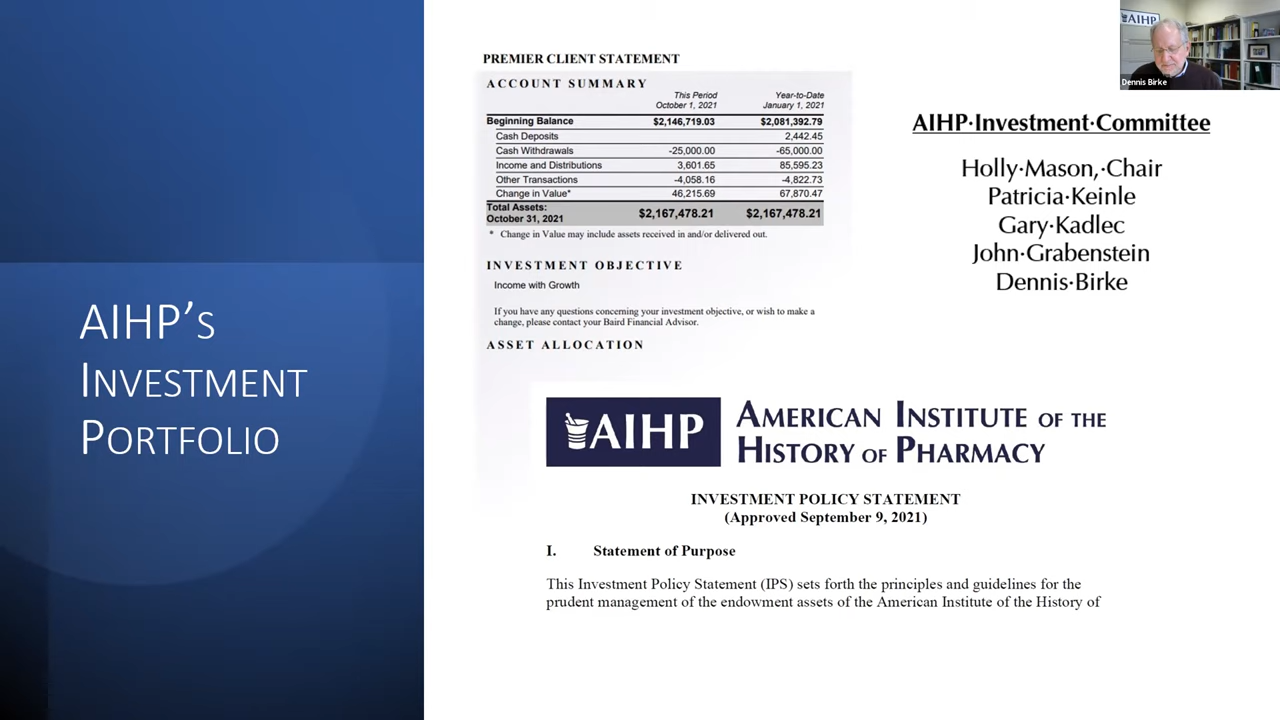 AIHP's
Investment
Portfolio
PREMIER CLIENT STATEMENT
ACCOUNT SUMMARY
This Period Year-to-Date
October 1, 2021 January 1, 2021
Beginning Balance $2,146,719.03 $2,081,392.79
Cash Deposits 2,442.45
Cash Withdrawals -25,000.00 -65,000.00
Income and Distributions 3,601.65 85,595.23
Other Transactions -4,058.16 -4,822.73
Change in Value* 46,215.69 67,870.47
Total Assets:
October 31, 2021 $2,167,478.21 $2,167,478.21
* Change in Value may include assets received in and/or delivered out.
INVESTMENT OBJECTIVE
Income with Growth
If you have any questions concerning your investment objective, or wish to make a
change, please contact your Baird Financial Advisor.
ASSET ALLOCATION
AIHP
Dennis Birke
AIHP·Investment·Committee
Holly·Mason,·Chair
Patricia·Keinle
Gary·Kadlec
John·Grabenstein
Dennis·Birke
AIHP
American Institute of the
History of Pharmacy
INVESTMENT POLICY STATEMENT
(Approved September 9, 2021)
I. Statement of Purpose
This Investment Policy Statement (IPS) sets forth the principles and guidelines for the
prudent management of the endowment assets of the American Institute of the History of